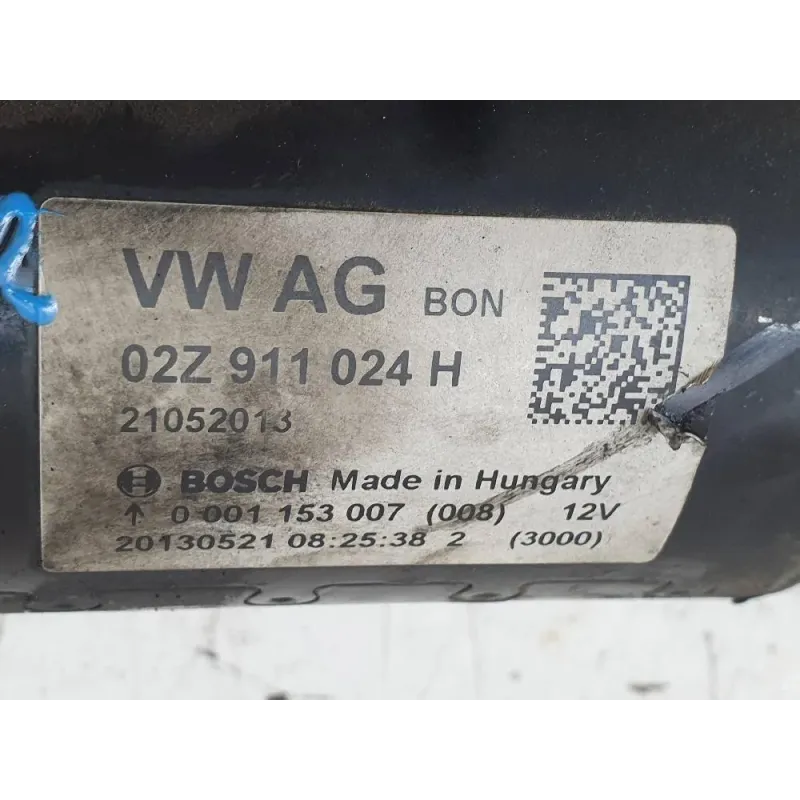 2
VW AG BON
02Z 911 024 H
21052013
BOSCH Made in Hungary
↑ 0 001 153 007 (008) 12V
20130521 08:25:38 2 (3000)